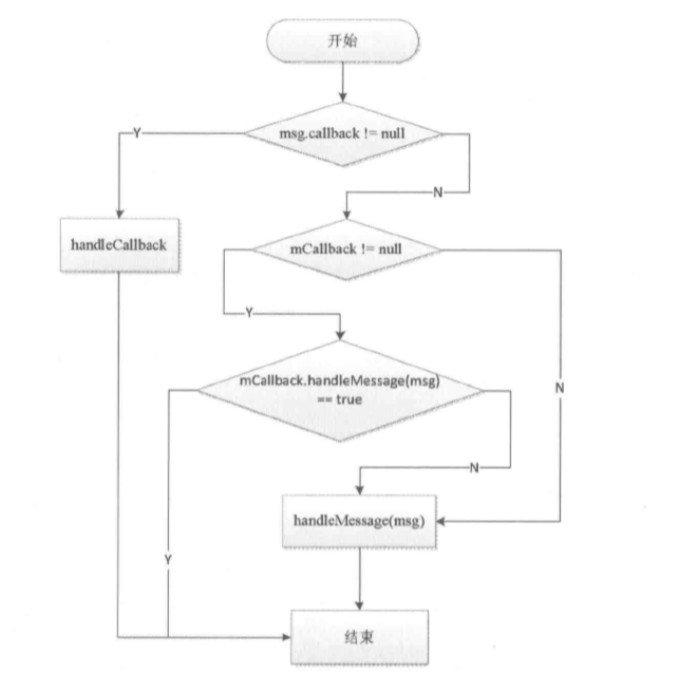 开始
msg.callback != null
Y
N
handleCallback
mCallback != null
Y
mCallback.handleMessage(msg)
== true
N
N
handleMessage(msg)
Y
结束